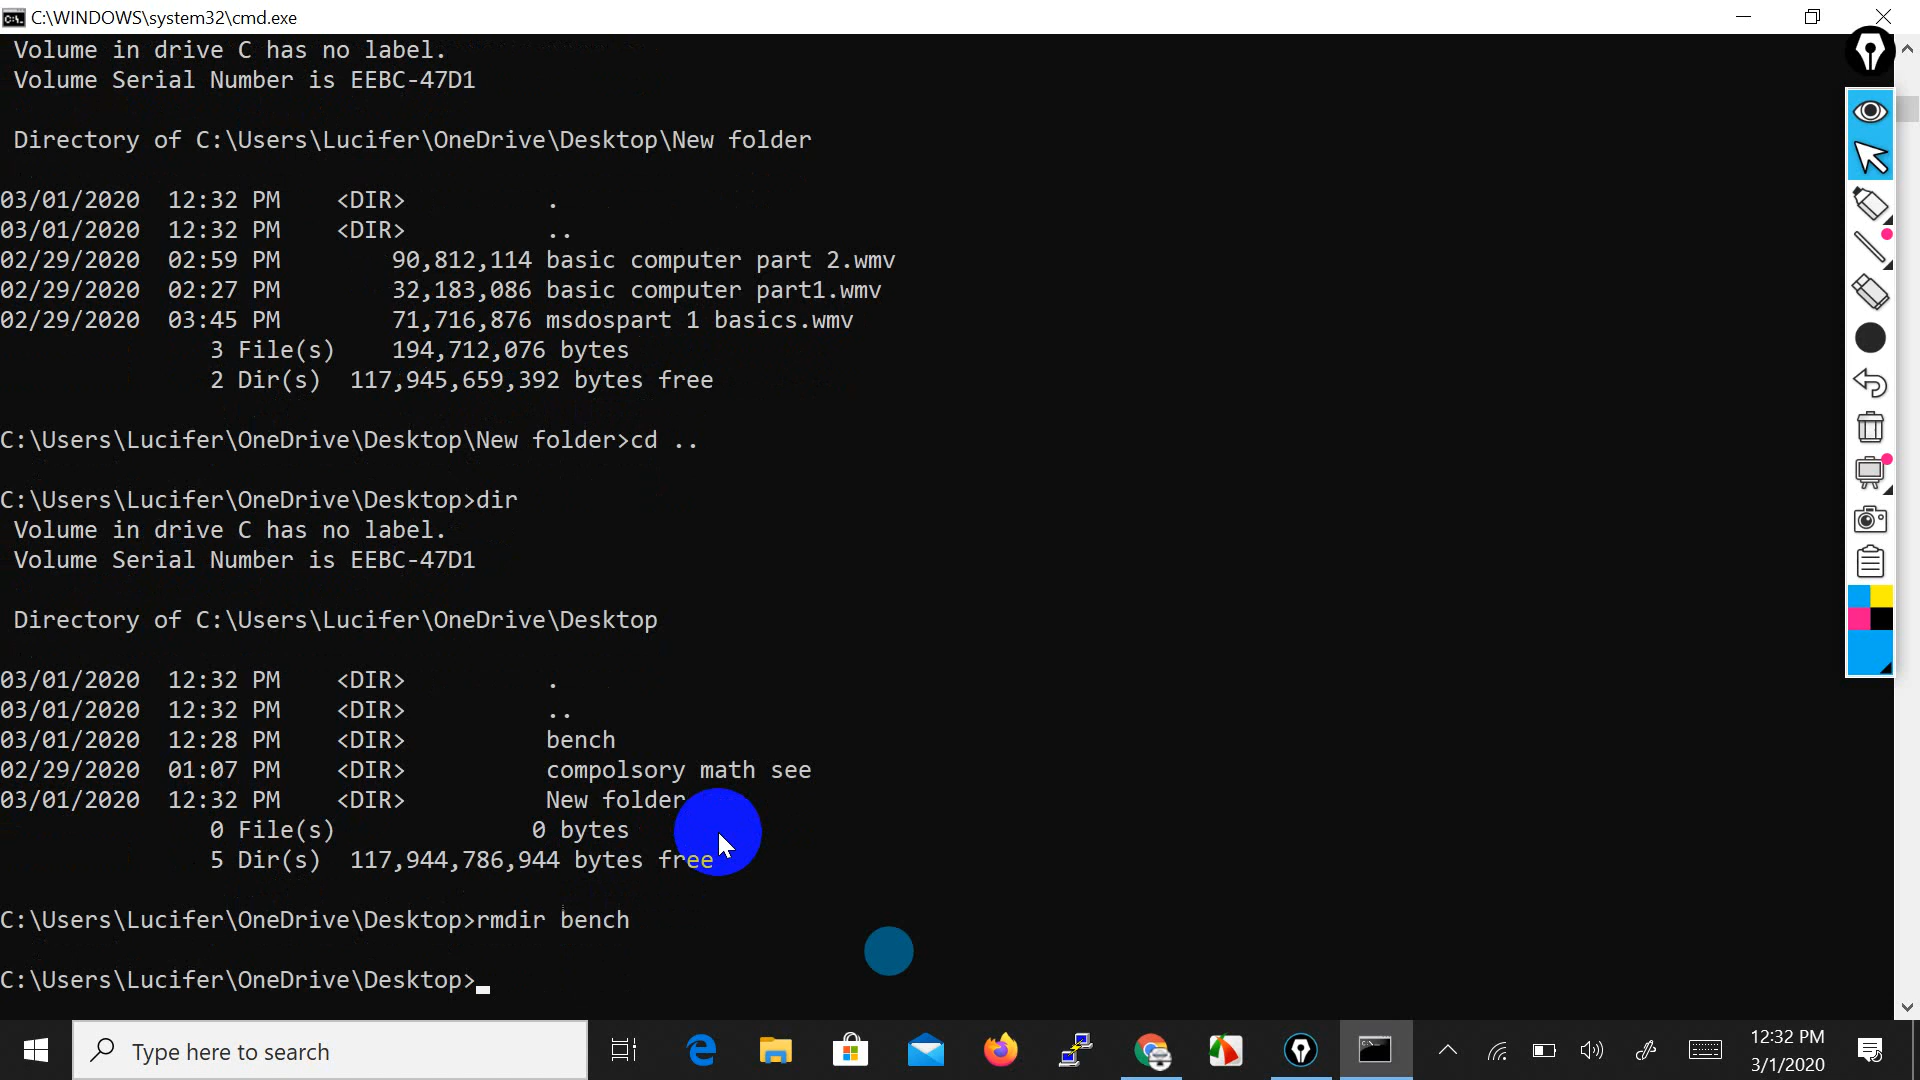 C:\WINDOWS\system32\cmd.exe
Volume in drive C has no label.
Volume Serial Number is EEBC-47D1
Directory of C:\Users\Lucifer\OneDrive\Desktop\New folder
03/01/2020  12:32 PM    <DIR>          .
03/01/2020  12:32 PM    <DIR>          ..
02/29/2020  02:59 PM        90,812,114 basic computer part 2.wmv
02/29/2020  02:27 PM        32,183,086 basic computer part1.wmv
02/29/2020  03:45 PM        71,716,876 msdospart 1 basics.wmv
3 File(s)    194,712,076 bytes
2 Dir(s)  117,945,659,392 bytes free
C:\Users\Lucifer\OneDrive\Desktop\New folder>cd ..
C:\Users\Lucifer\OneDrive\Desktop>dir
Volume in drive C has no label.
Volume Serial Number is EEBC-47D1
Directory of C:\Users\Lucifer\OneDrive\Desktop
03/01/2020  12:32 PM    <DIR>          .
03/01/2020  12:32 PM    <DIR>          ..
03/01/2020  12:28 PM    <DIR>          bench
02/29/2020  01:07 PM    <DIR>          compolsory math see
03/01/2020  12:32 PM    <DIR>          New folder
0 File(s)              0 bytes
5 Dir(s)  117,944,786,944 bytes free
C:\Users\Lucifer\OneDrive\Desktop>rmdir bench
C:\Users\Lucifer\OneDrive\Desktop>
Type here to search
12:32 PM
3/1/2020